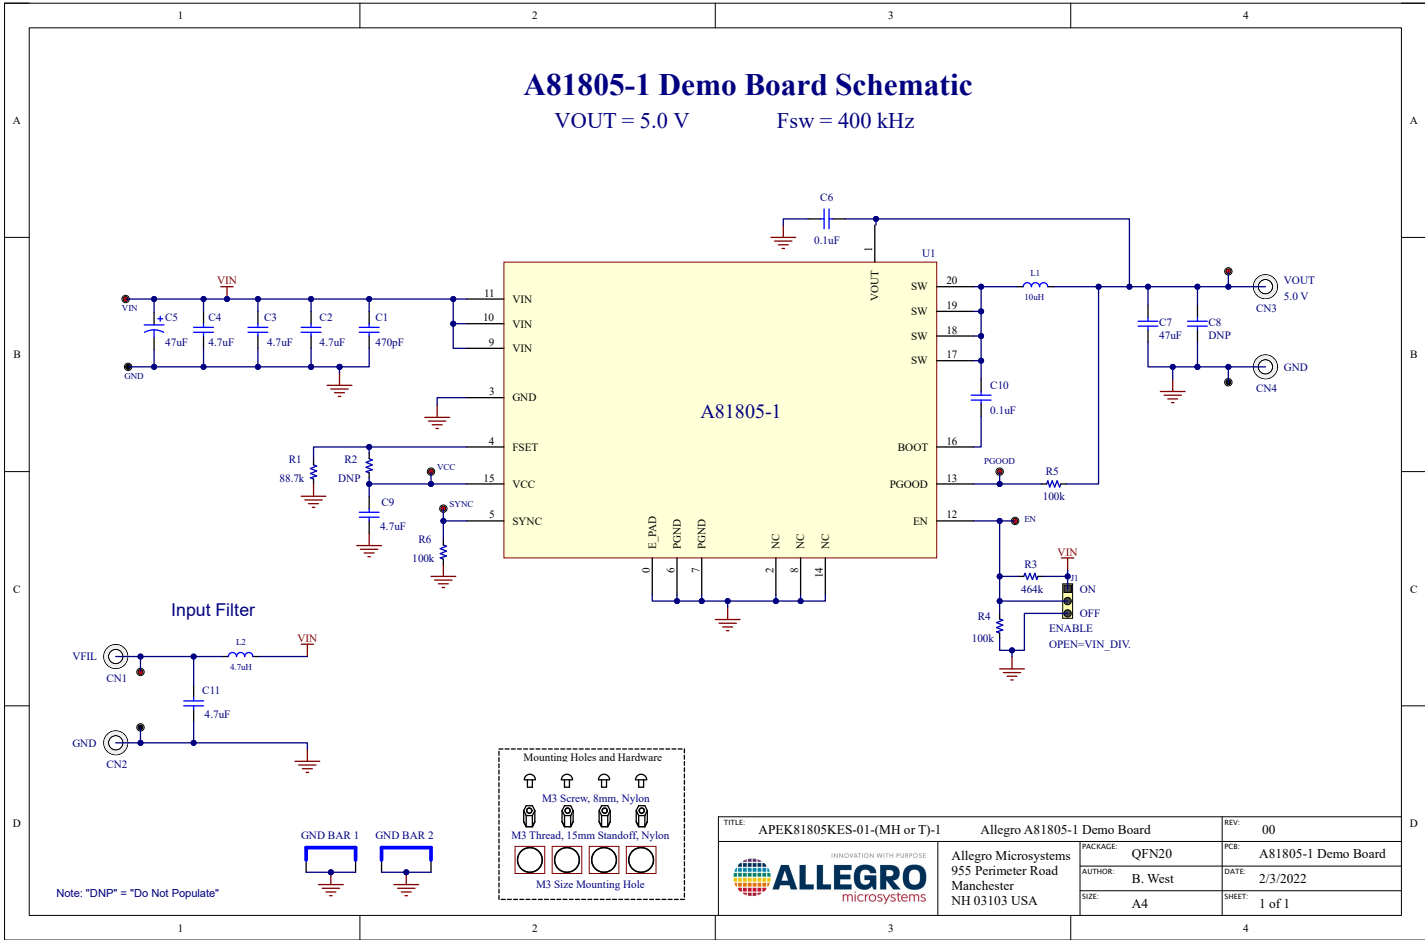 1 2 3 4
A81805-1 Demo Board Schematic
VOUT = 5.0 V Fsw = 400 kHz
A A
C6
0.1uF
U1
1
VOUT
VIN
VIN
C5
47uF
C4
4.7uF
C3
4.7uF
C2
4.7uF
C1
470pF
GND
11 VIN
10 VIN
9 VIN
3 GND
4 FSET
15 VCC
5 SYNC
A81805-1
SW 20
SW 19
SW 18
SW 17
BOOT 16
PGOOD 13
EN 12
L1
10uH
C10
0.1uF
VOUT
5.0 V
CN3
C7
47uF
C8
DNP
GND
CN4
B B
R1
88.7k
R2
DNP
VCC
C9
4.7uF
SYNC
R6
100k
PGOOD
R5
100k
EN
E_PAD
PGND
PGND
NC
NC
NC
0
6
7
2
8
14
VIN
R3
464k
J1
ON
OFF
R4
100k
ENABLE
OPEN=VIN_DIV.
C C
Input Filter
VFIL
CN1
L2
4.7uH
VIN
C11
4.7uF
GND
CN2
Mounting Holes and Hardware
M3 Screw, 8mm, Nylon
M3 Thread, 15mm Standoff, Nylon
M3 Size Mounting Hole
GND BAR 1 GND BAR 2
Note: "DNP" = "Do Not Populate"
D D
TITLE: APEK81805KES-01-(MH or T)-1 Allegro A81805-1 Demo Board
REV: 00
INNOVATION WITH PURPOSE
ALLEGRO
microsystems
Allegro Microsystems
955 Perimeter Road
Manchester
NH 03103 USA
PACKAGE: QFN20
PCB: A81805-1 Demo Board
AUTHOR: B. West
DATE: 2/3/2022
SIZE: A4
SHEET: 1 of 1
1 2 3 4